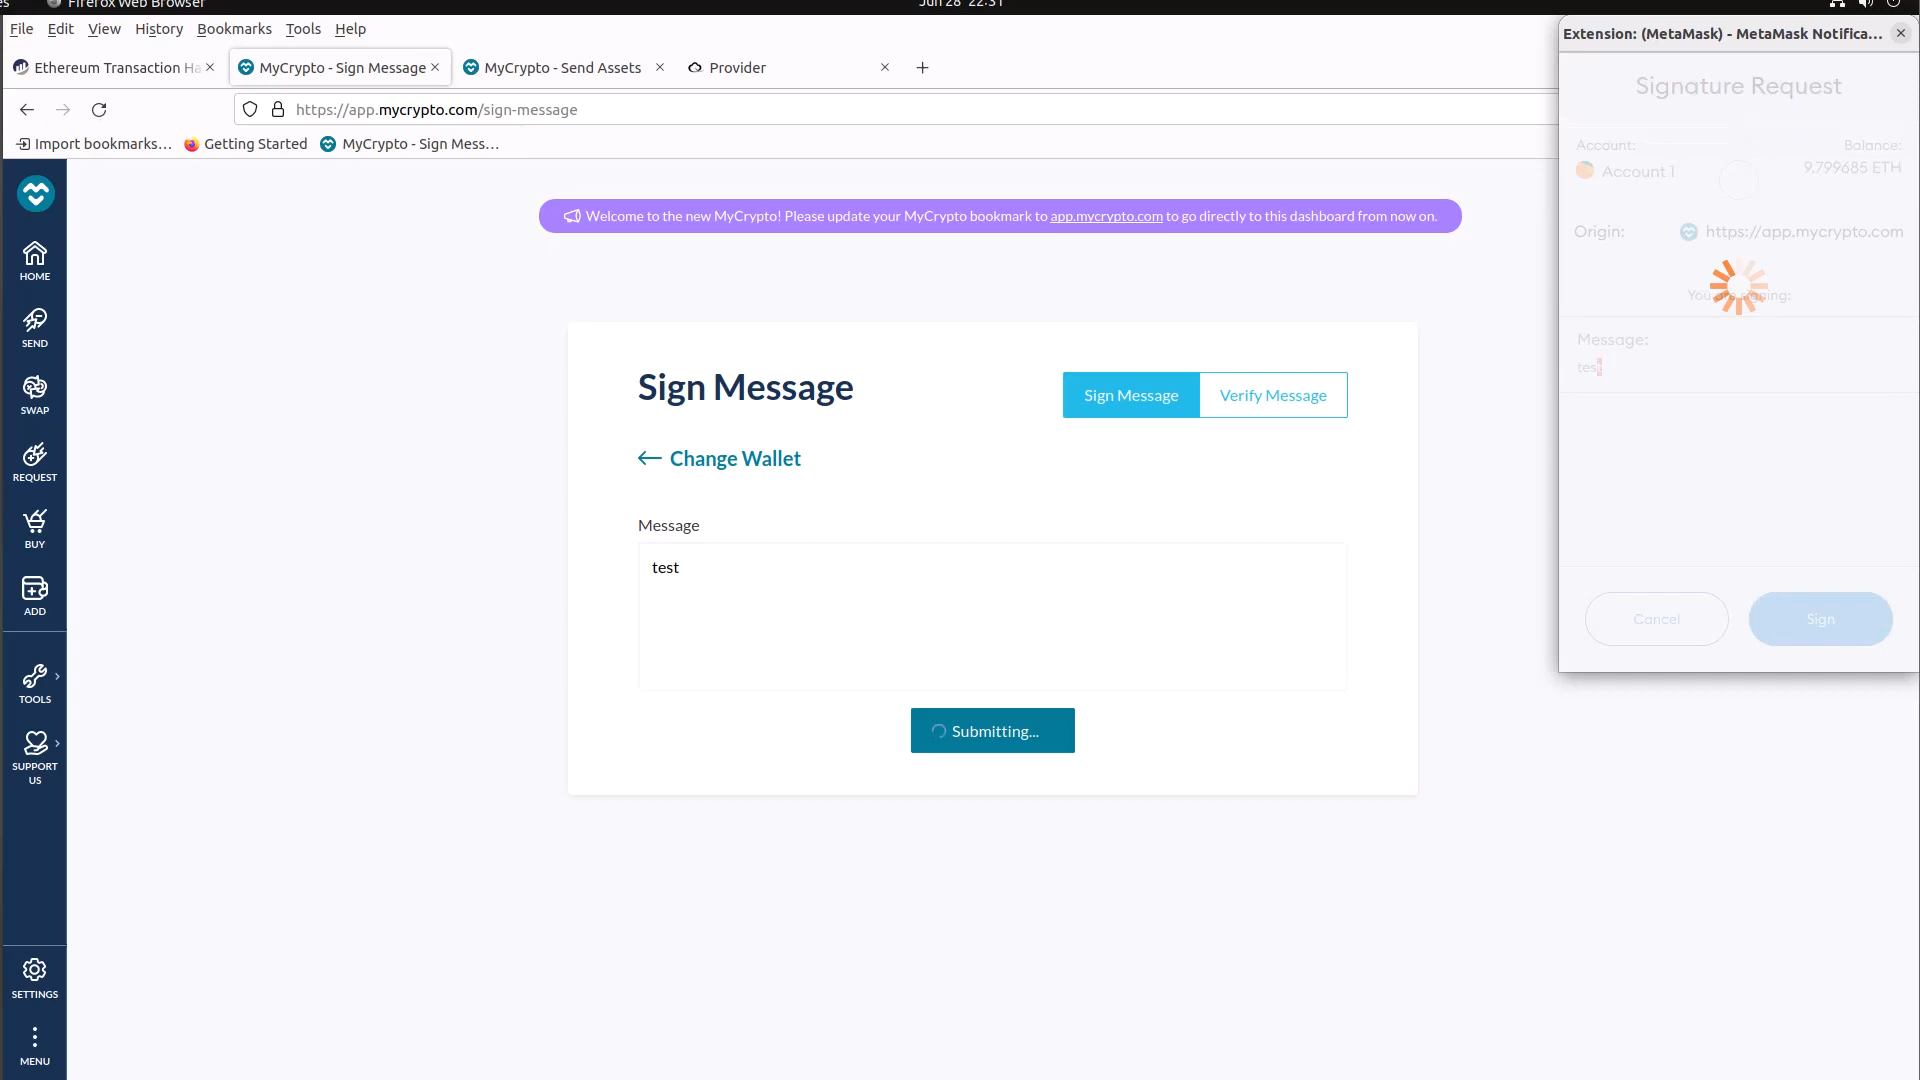 Firefox Web Browser
Jun 28 22:31
File Edit View History Bookmarks Tools Help
Ethereum Transaction Ha
MyCrypto - Sign Message
MyCrypto - Send Assets
Provider
https://app.mycrypto.com/sign-message
Import bookmarks…
Getting Started
MyCrypto - Sign Mess…
HOME
SEND
SWAP
REQUEST
BUY
ADD
TOOLS
SUPPORT
US
SETTINGS
MENU
Welcome to the new MyCrypto! Please update your MyCrypto bookmark to app.mycrypto.com to go directly to this dashboard from now on.
Sign Message
Sign Message
Verify Message
Change Wallet
Message
test
Submitting...
Extension: (MetaMask) - MetaMask Notifica…
Signature Request
Account:
Balance:
Account 1
9.799685 ETH
Origin:
https://app.mycrypto.com
You are signing:
Message:
test
Cancel
Sign